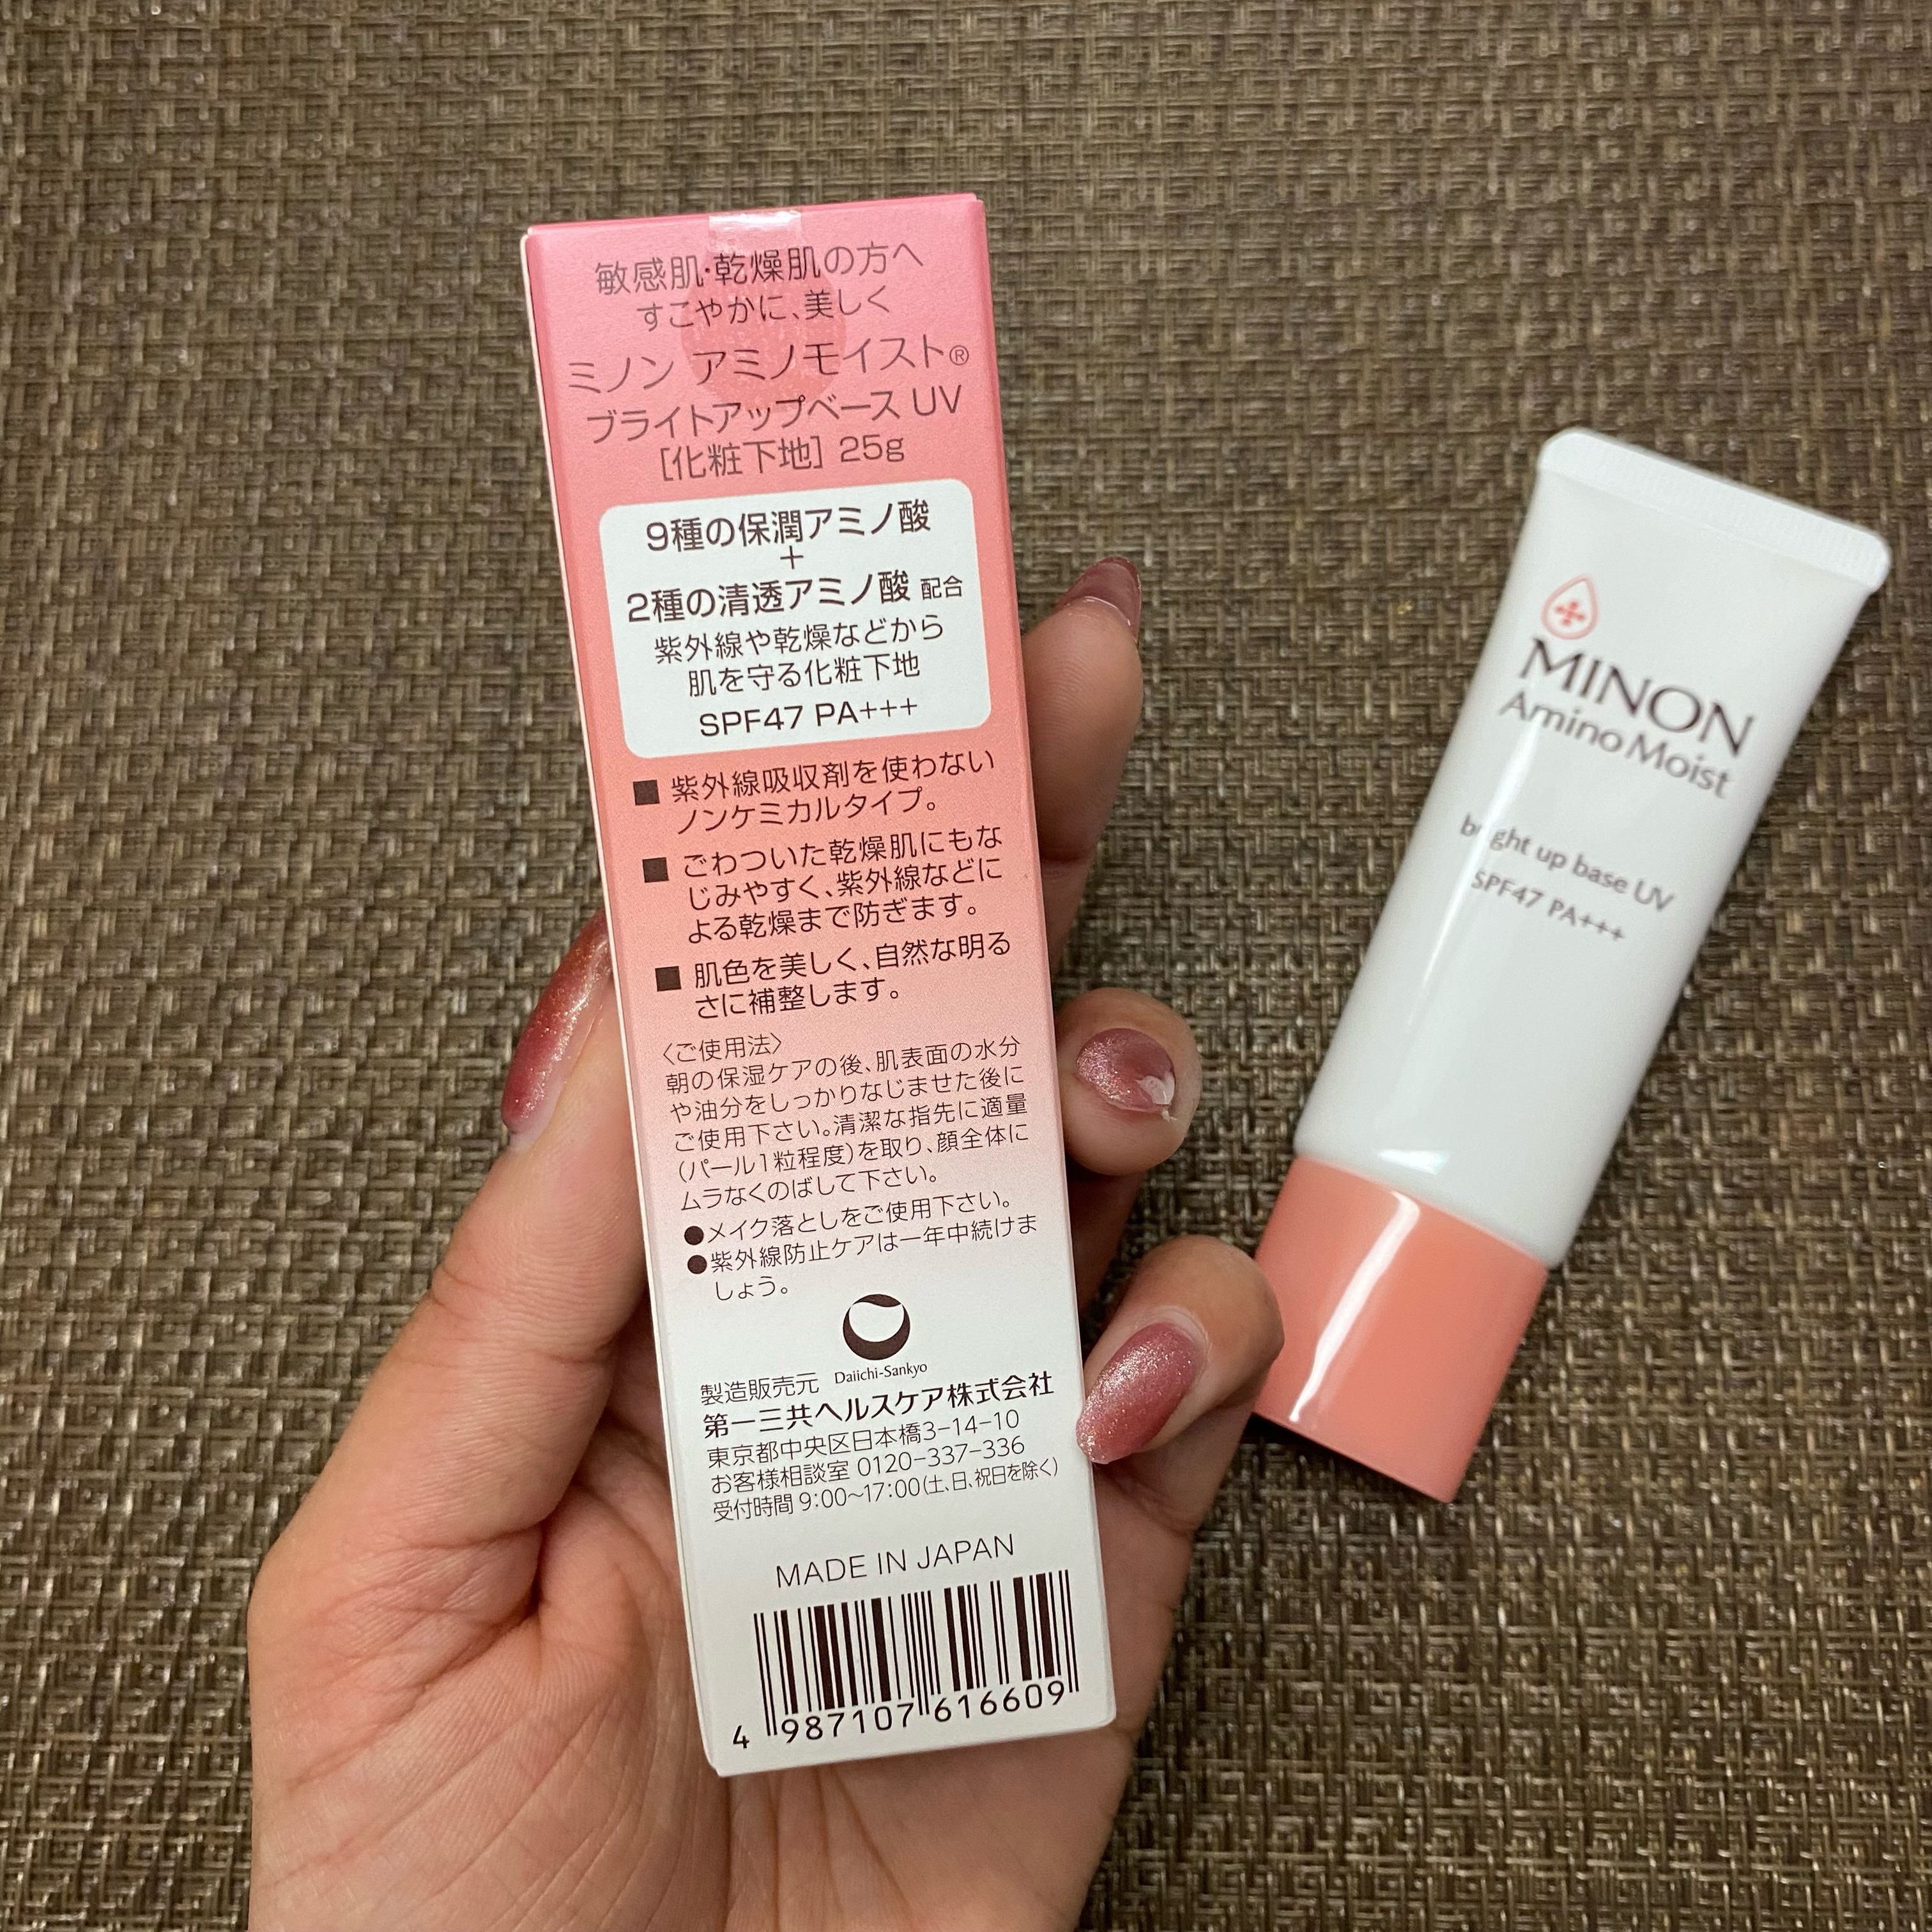 敏感肌・乾燥肌の方へ
すこやかに、美しく
ミノン アミノモイスト®
ブライトアップベース UV
[化粧下地] 25g
9種の保潤アミノ酸
+
2種の清透アミノ酸 配合
紫外線や乾燥などから
肌を守る化粧下地
SPF47 PA+++
■ 紫外線吸収剤を使わない
ノンケミカルタイプ。
■ ごわついた乾燥肌にもな
じみやすく、紫外線などに
よる乾燥まで防ぎます。
■ 肌色を美しく、自然な明る
さに補整します。
〈ご使用法〉
朝の保湿ケアの後、肌表面の水分
や油分をしっかりなじませた後に
ご使用下さい。清潔な指先に適量
(パール1粒程度)を取り、顔全体に
ムラなくのばして下さい。
●メイク落としをご使用下さい。
●紫外線防止ケアは一年中続けま
しょう。
Daiichi-Sankyo
製造販売元
第一三共ヘルスケア株式会社
東京都中央区日本橋3-14-10
お客様相談室 0120-337-336
受付時間 9:00〜17:00(土、日、祝日を除く)
MADE IN JAPAN
4 987107 616609
MINON
Amino Moist
bright up base UV
SPF47 PA+++